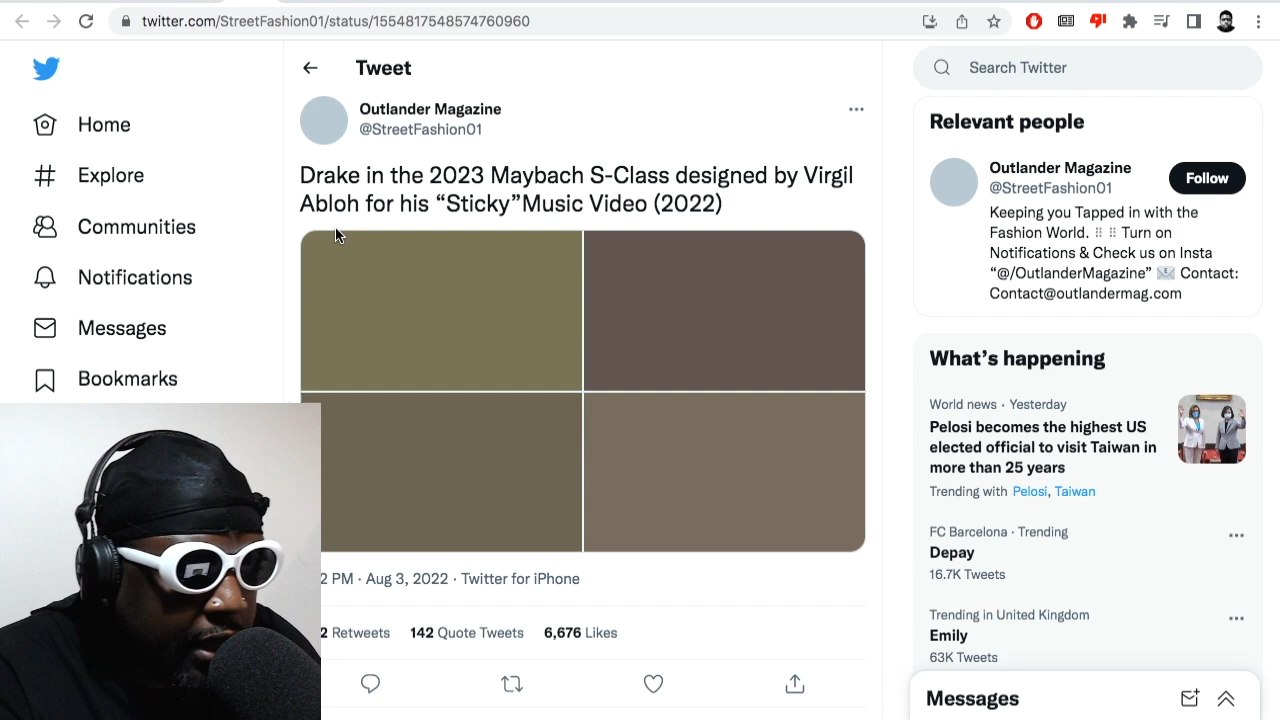 twitter.com/StreetFashion01/status/1554817548574760960
Home
Explore
Communities
Notifications
Messages
Bookmarks
Tweet
Outlander Magazine
@StreetFashion01
Drake in the 2023 Maybach S-Class designed by Virgil
Abloh for his “Sticky”Music Video (2022)
2 PM · Aug 3, 2022 · Twitter for iPhone
2 Retweets 142 Quote Tweets 6,676 Likes
Search Twitter
Relevant people
Outlander Magazine
@StreetFashion01
Follow
Keeping you Tapped in with the
Fashion World. ⠿ ⠿ Turn on
Notifications & Check us on Insta
“@/OutlanderMagazine” 📧 Contact:
Contact@outlandermag.com
What’s happening
World news · Yesterday
Pelosi becomes the highest US
elected official to visit Taiwan in
more than 25 years
Trending with Pelosi, Taiwan
FC Barcelona · Trending
Depay
16.7K Tweets
Trending in United Kingdom
Emily
63K Tweets
Messages